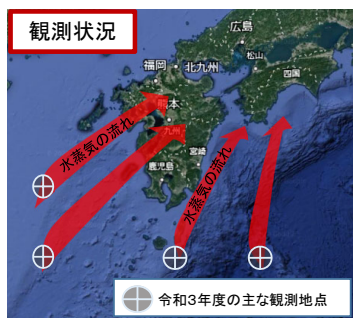 観測状況
広島
松山
福岡
北九州
四国
熊本
九州
宮崎
鹿児島
水蒸気の流れ
水蒸気の流れ
令和3年度の主な観測地点